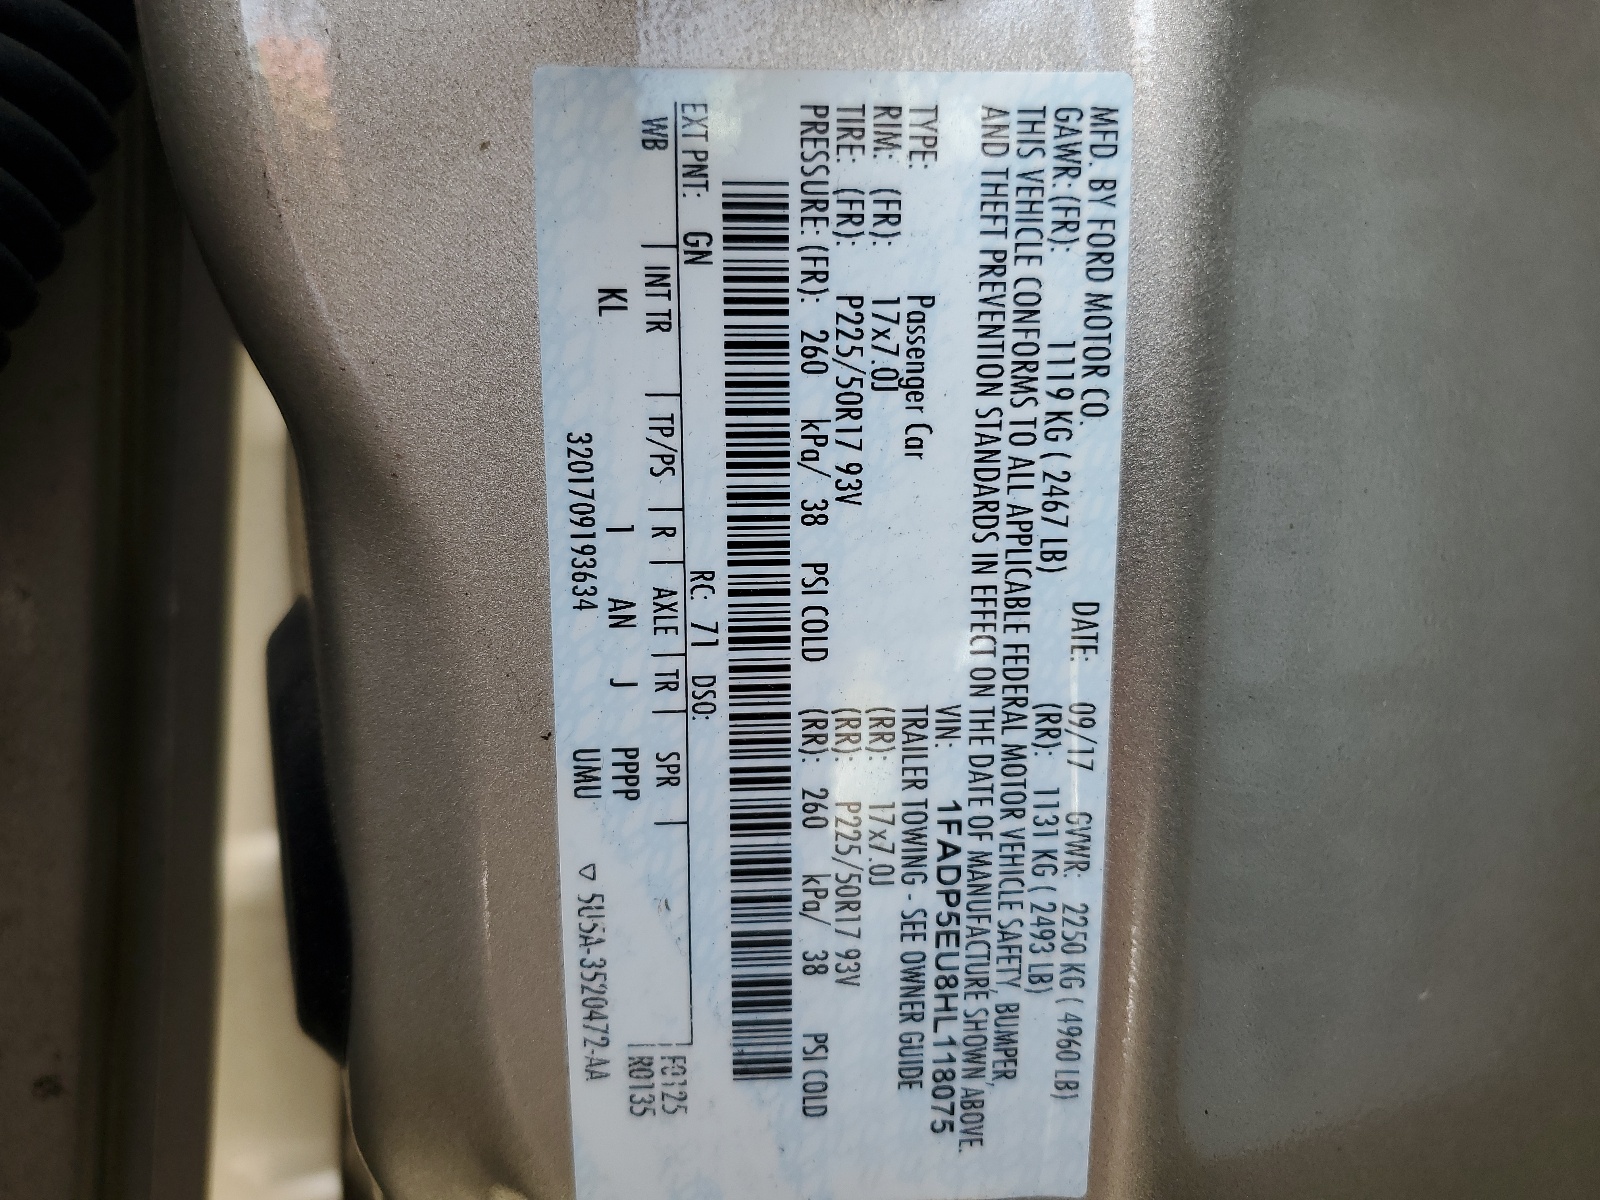 MFD. BY FORD MOTOR CO.
DATE: 09/17 GVWR: 2250 KG ( 4960 LB)
GAWR: (FR): 1119 KG ( 2467 LB) (RR): 1131 KG ( 2493 LB)
THIS VEHICLE CONFORMS TO ALL APPLICABLE FEDERAL MOTOR VEHICLE SAFETY, BUMPER,
AND THEFT PREVENTION STANDARDS IN EFFECT ON THE DATE OF MANUFACTURE SHOWN ABOVE.
VIN: 1FADP5EU8HL118075
TYPE: Passenger Car TRAILER TOWING - SEE OWNER GUIDE
RIM: (FR): 17x7.0J (RR): 17x7.0J
TIRE: (FR): P225/50R17 93V (RR): P225/50R17 93V
PRESSURE: (FR): 260 kPa/ 38 PSI COLD (RR): 260 kPa/ 38 PSI COLD
EXT PNT: GN RC: 71 DSO:
WB | INT TR | TP/PS | R | AXLE | TR | SPR | F0125
KL 1 AN J PPPP R0135
320170919363​4 UMU ▽ 5U5A-3520472-AA